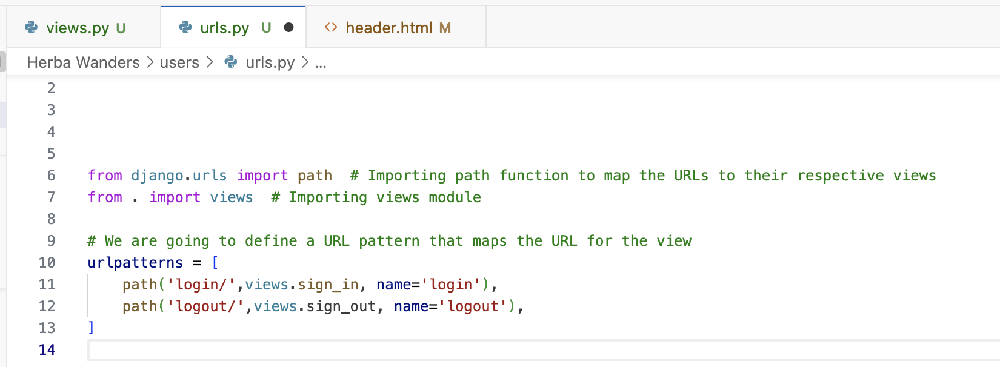 views.py U
urls.py U
header.html M
Herba Wanders > users > urls.py > ...
2
3
4
5
6 from django.urls import path  # Importing path function to map the URLs to their respective views
7 from . import views  # Importing views module
8
9 # We are going to define a URL pattern that maps the URL for the view
10 urlpatterns = [
11     path('login/',views.sign_in, name='login'),
12     path('logout/',views.sign_out, name='logout'),
13 ]
14